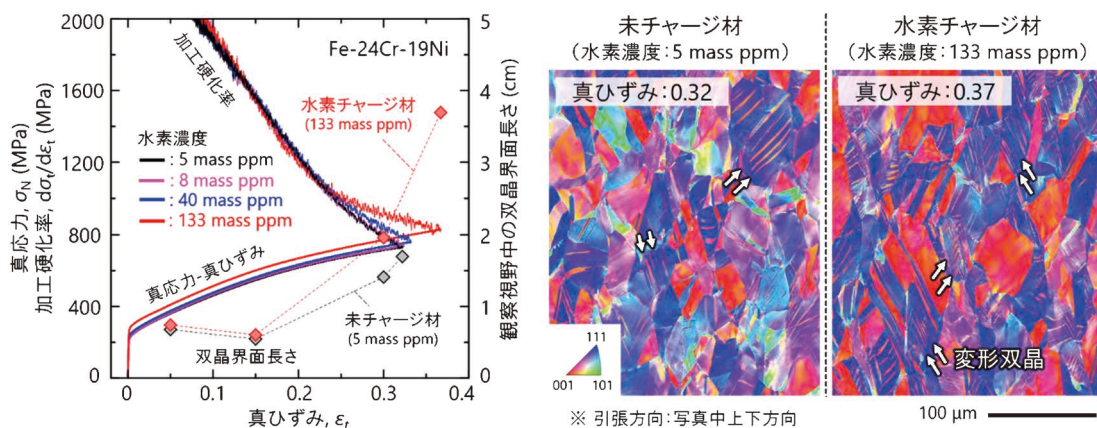 2000
1600
1200
800
400
0
真応力, σN (MPa)
加工硬化率, dσt/dεt (MPa)
Fe-24Cr-19Ni
加工硬化率
水素チャージ材
(133 mass ppm)
水素濃度
: 5 mass ppm
: 8 mass ppm
: 40 mass ppm
: 133 mass ppm
真応力-真ひずみ
未チャージ材
(5 mass ppm)
双晶界面長さ
0
0.1
0.2
0.3
0.4
真ひずみ, εt
5
4
3
2
1
0
観察視野中の双晶界面長さ (cm)
未チャージ材
(水素濃度:5 mass ppm)
真ひずみ:0.32
111
001
101
※ 引張方向:写真中上下方向
水素チャージ材
(水素濃度:133 mass ppm)
真ひずみ:0.37
変形双晶
100 μm